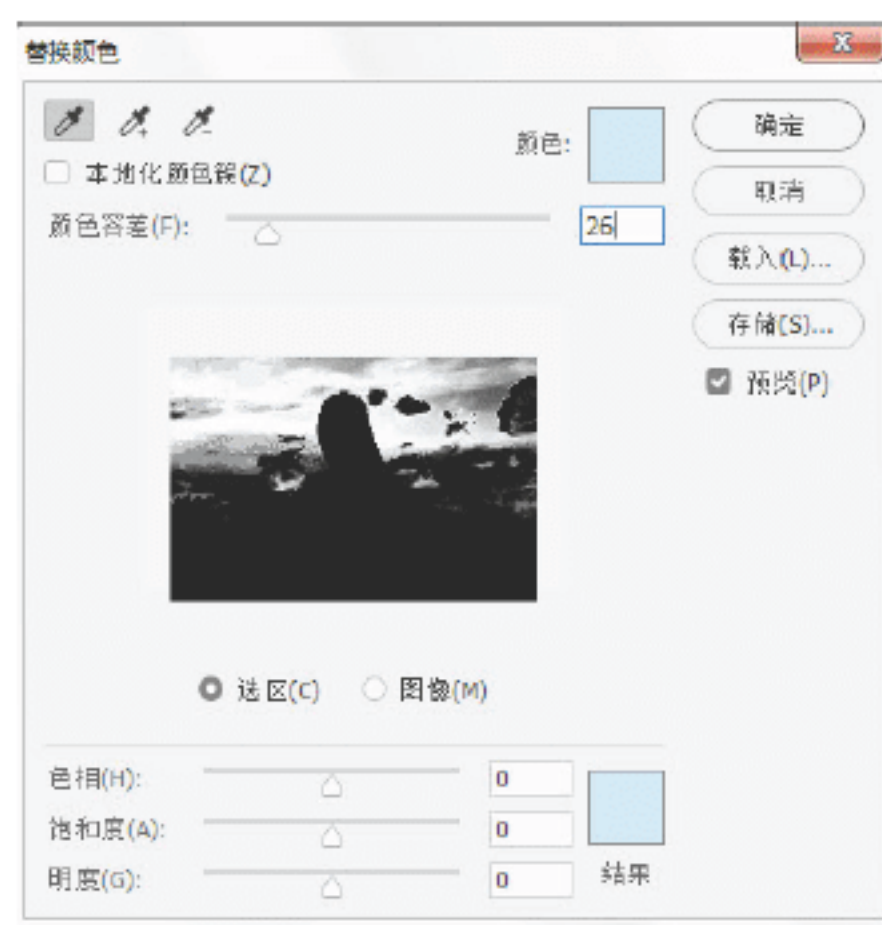 替换颜色
颜色:
确定
本地化颜色簇(Z)
取消
颜色容差(F):
26
载入(L)...
存储(S)...
预览(P)
选区(C)
图像(M)
色相(H):
0
饱和度(A):
0
明度(G):
0
结果